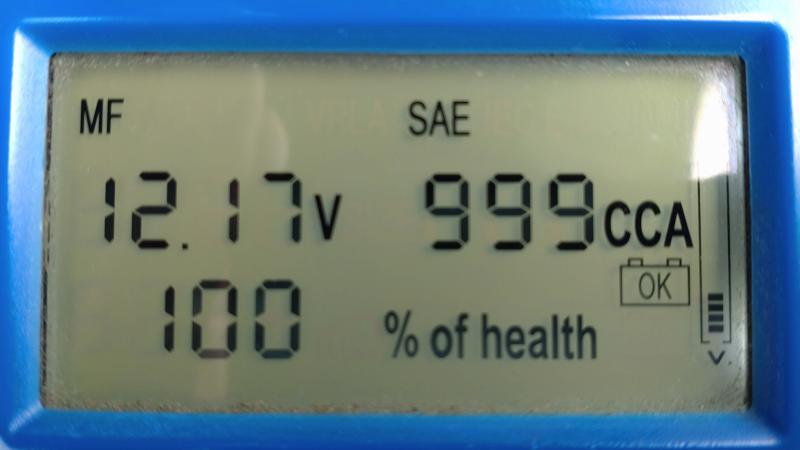 MF SAE
12.17V 999CCA
OK
100 % of health
V